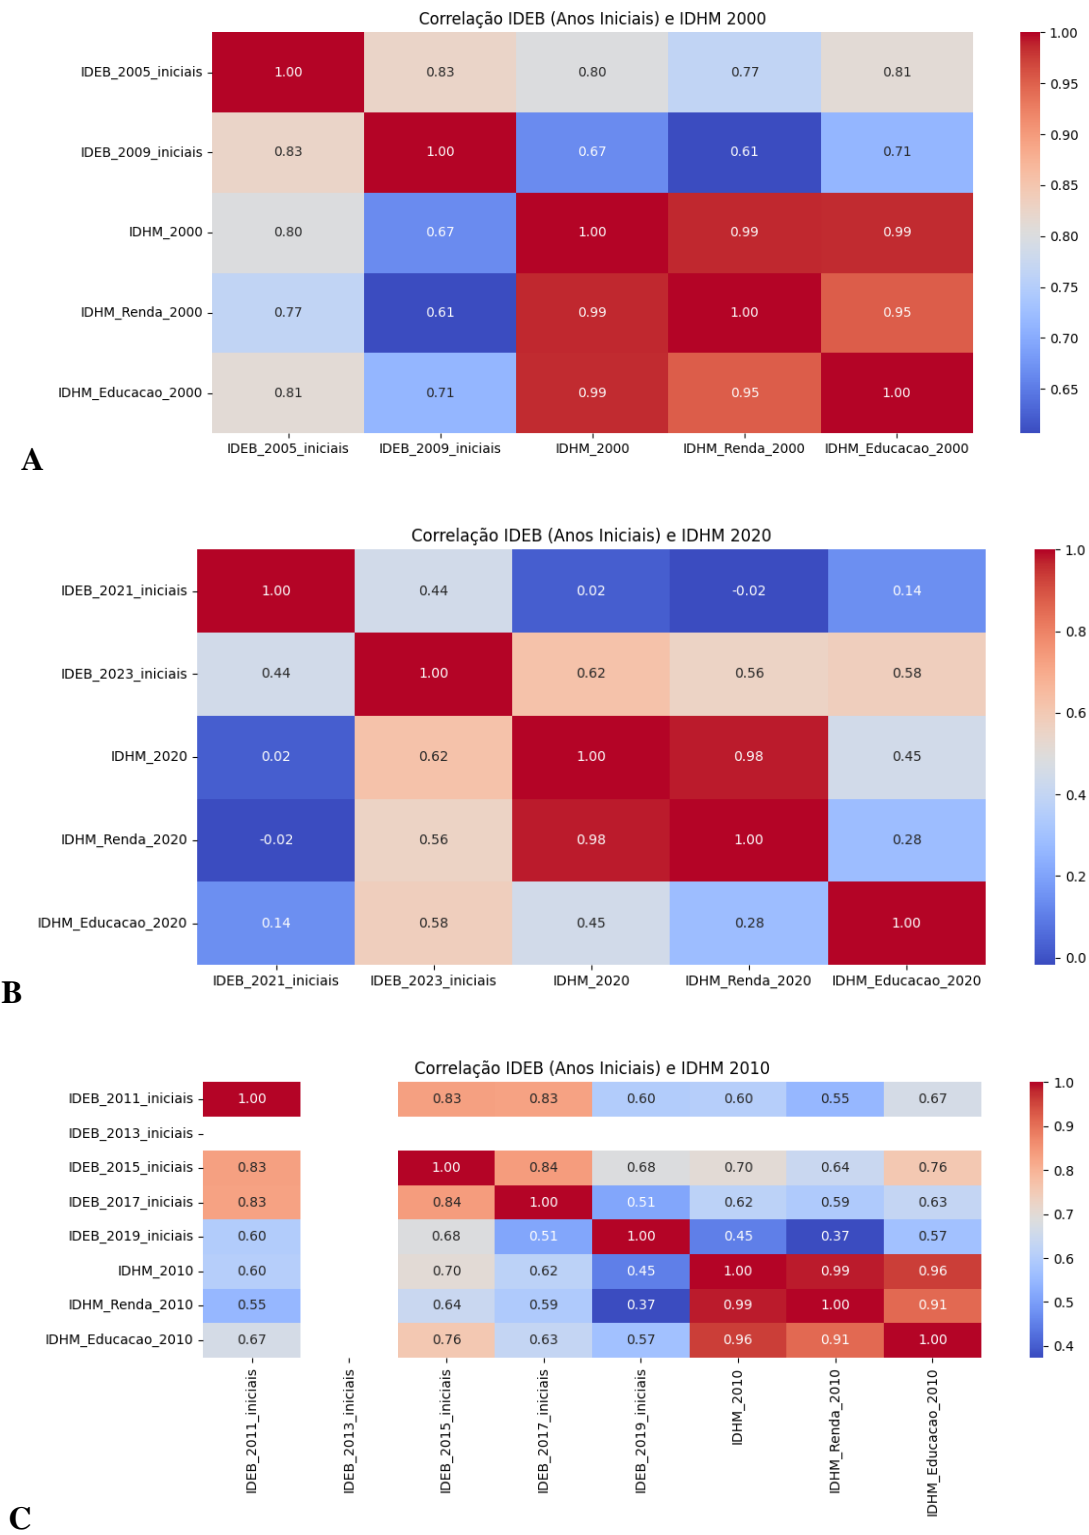 Correlação IDEB (Anos Iniciais) e IDHM 2000
IDEB_2005_iniciais 1.00 0.83 0.80 0.77 0.81
IDEB_2009_iniciais 0.83 1.00 0.67 0.61 0.71
IDHM_2000 0.80 0.67 1.00 0.99 0.99
IDHM_Renda_2000 0.77 0.61 0.99 1.00 0.95
IDHM_Educacao_2000 0.81 0.71 0.99 0.95 1.00
IDEB_2005_iniciais IDEB_2009_iniciais IDHM_2000 IDHM_Renda_2000 IDHM_Educacao_2000
1.00
0.95
0.90
0.85
0.80
0.75
0.70
0.65
A
Correlação IDEB (Anos Iniciais) e IDHM 2020
IDEB_2021_iniciais 1.00 0.44 0.02 -0.02 0.14
IDEB_2023_iniciais 0.44 1.00 0.62 0.56 0.58
IDHM_2020 0.02 0.62 1.00 0.98 0.45
IDHM_Renda_2020 -0.02 0.56 0.98 1.00 0.28
IDHM_Educacao_2020 0.14 0.58 0.45 0.28 1.00
IDEB_2021_iniciais IDEB_2023_iniciais IDHM_2020 IDHM_Renda_2020 IDHM_Educacao_2020
1.0
0.8
0.6
0.4
0.2
0.0
B
Correlação IDEB (Anos Iniciais) e IDHM 2010
IDEB_2011_iniciais 1.00 0.83 0.83 0.60 0.60 0.55 0.67
IDEB_2013_iniciais
IDEB_2015_iniciais 0.83 1.00 0.84 0.68 0.70 0.64 0.76
IDEB_2017_iniciais 0.83 0.84 1.00 0.51 0.62 0.59 0.63
IDEB_2019_iniciais 0.60 0.68 0.51 1.00 0.45 0.37 0.57
IDHM_2010 0.60 0.70 0.62 0.45 1.00 0.99 0.96
IDHM_Renda_2010 0.55 0.64 0.59 0.37 0.99 1.00 0.91
IDHM_Educacao_2010 0.67 0.76 0.63 0.57 0.96 0.91 1.00
IDEB_2011_iniciais
IDEB_2013_iniciais
IDEB_2015_iniciais
IDEB_2017_iniciais
IDEB_2019_iniciais
IDHM_2010
IDHM_Renda_2010
IDHM_Educacao_2010
1.0
0.9
0.8
0.7
0.6
0.5
0.4
C